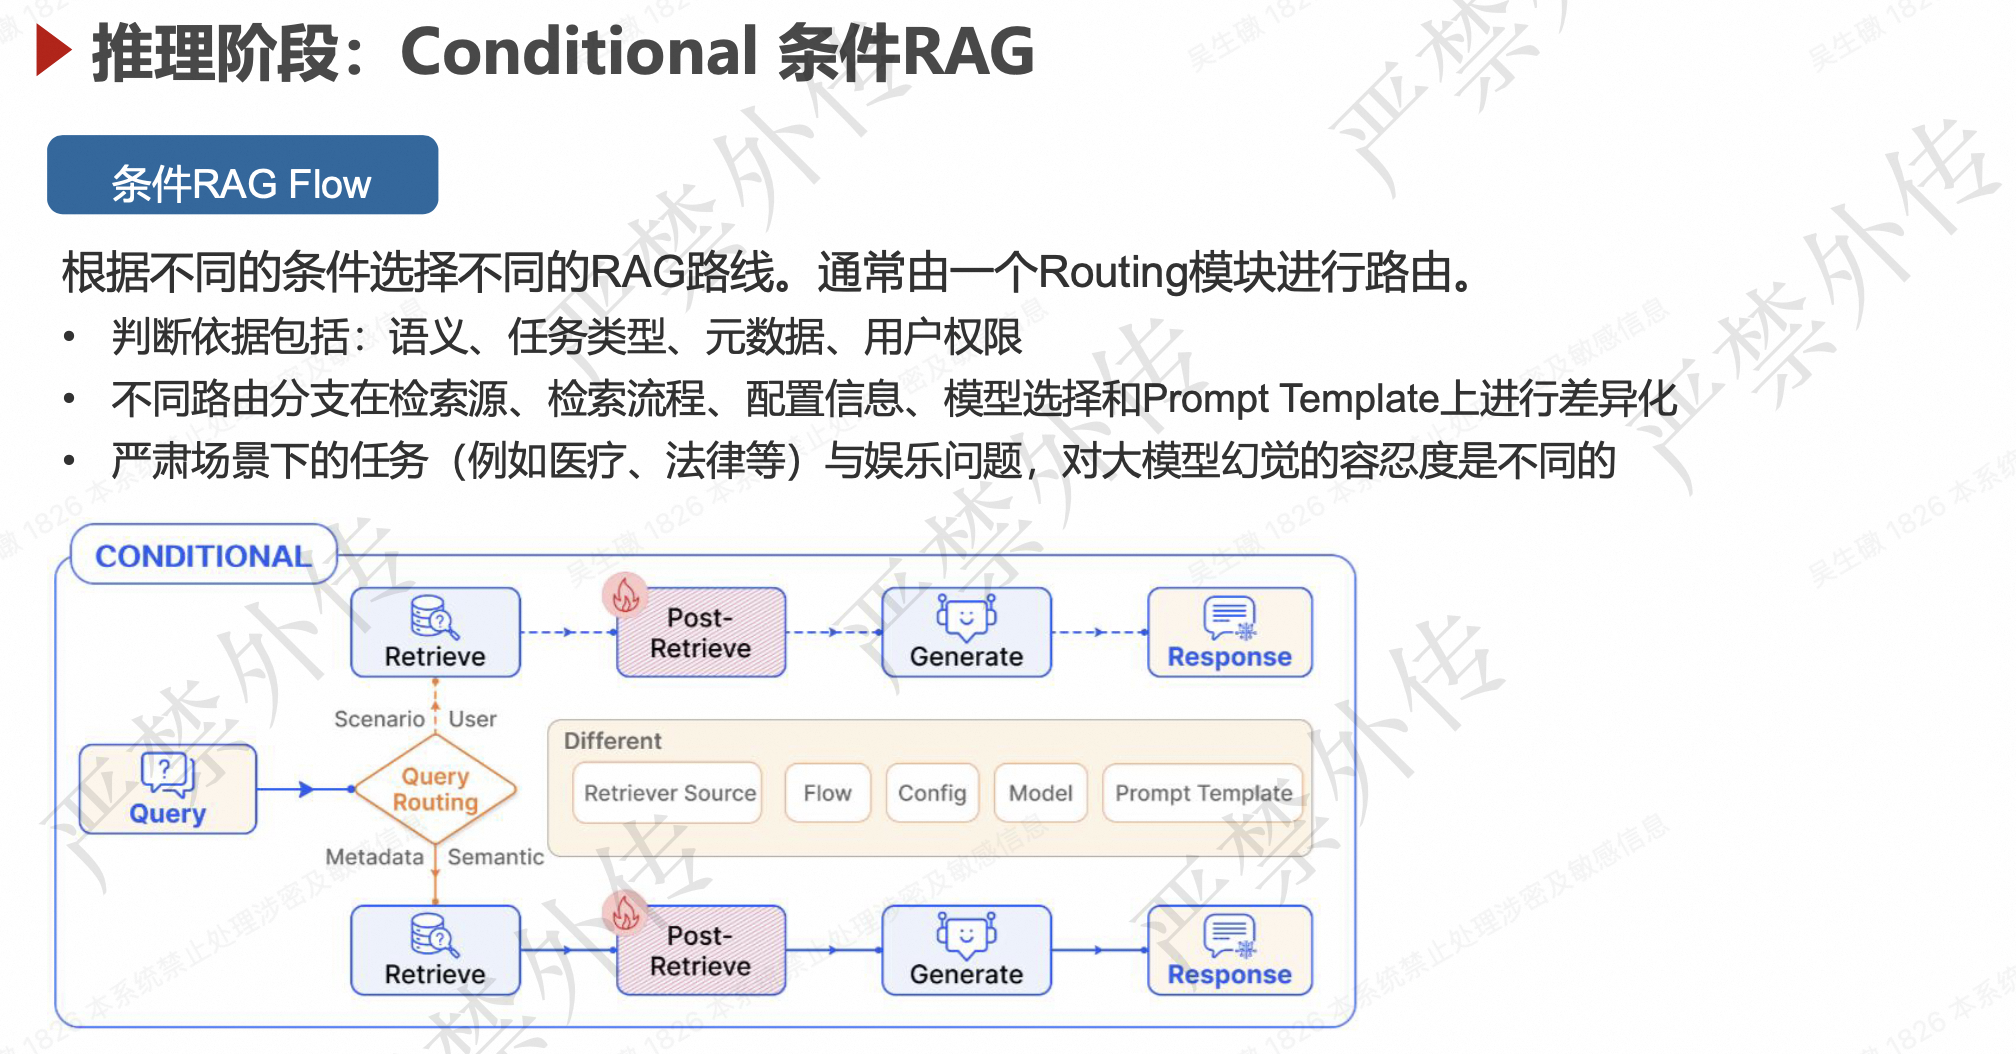 推理阶段：Conditional 条件RAG
条件RAG Flow
根据不同的条件选择不同的RAG路线。通常由一个Routing模块进行路由。
• 判断依据包括：语义、任务类型、元数据、用户权限
• 不同路由分支在检索源、检索流程、配置信息、模型选择和Prompt Template上进行差异化
• 严肃场景下的任务（例如医疗、法律等）与娱乐问题，对大模型幻觉的容忍度是不同的
CONDITIONAL
Retrieve
Post-
Retrieve
Generate
Response
Scenario User
Query
Query
Routing
Metadata Semantic
Different
Retriever Source
Flow
Config
Model
Prompt Template
Retrieve
Post-
Retrieve
Generate
Response
严禁外传
吴生礅 1826 本系统禁止处理涉密及敏感信息